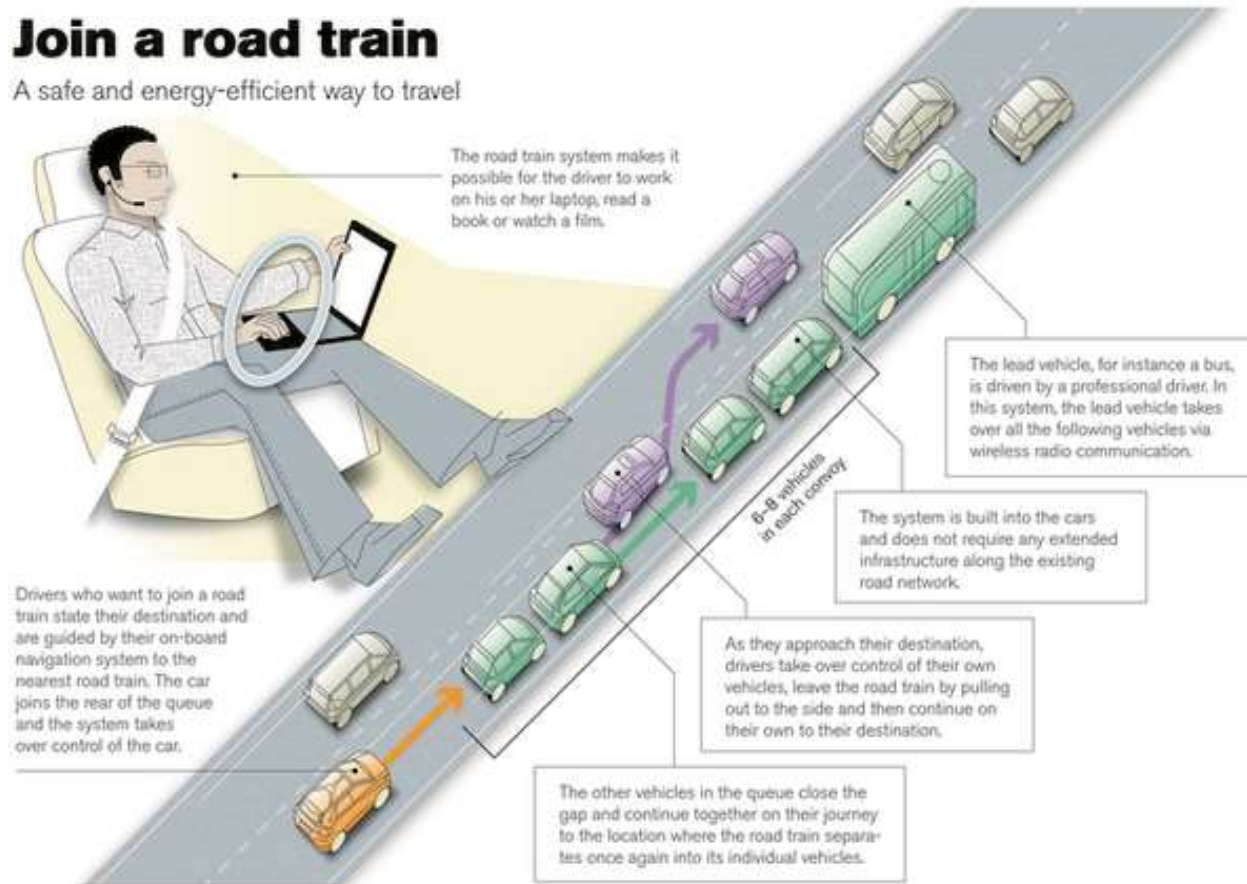 Join a road train
A safe and energy-efficient way to travel
The road train system makes it
possible for the driver to work
on his or her laptop, read a
book or watch a film.
The lead vehicle, for instance a bus,
is driven by a professional driver. In
this system, the lead vehicle takes
over all the following vehicles via
wireless radio communication.
6–8 vehicles
in each convoy
The system is built into the cars
and does not require any extended
infrastructure along the existing
road network.
Drivers who want to join a road
train state their destination and
are guided by their on-board
navigation system to the
nearest road train. The car
joins the rear of the queue
and the system takes
over control of the car.
As they approach their destination,
drivers take over control of their own
vehicles, leave the road train by pulling
out to the side and then continue on
their own to their destination.
The other vehicles in the queue close the
gap and continue together on their journey
to the location where the road train separa-
tes once again into its individual vehicles.